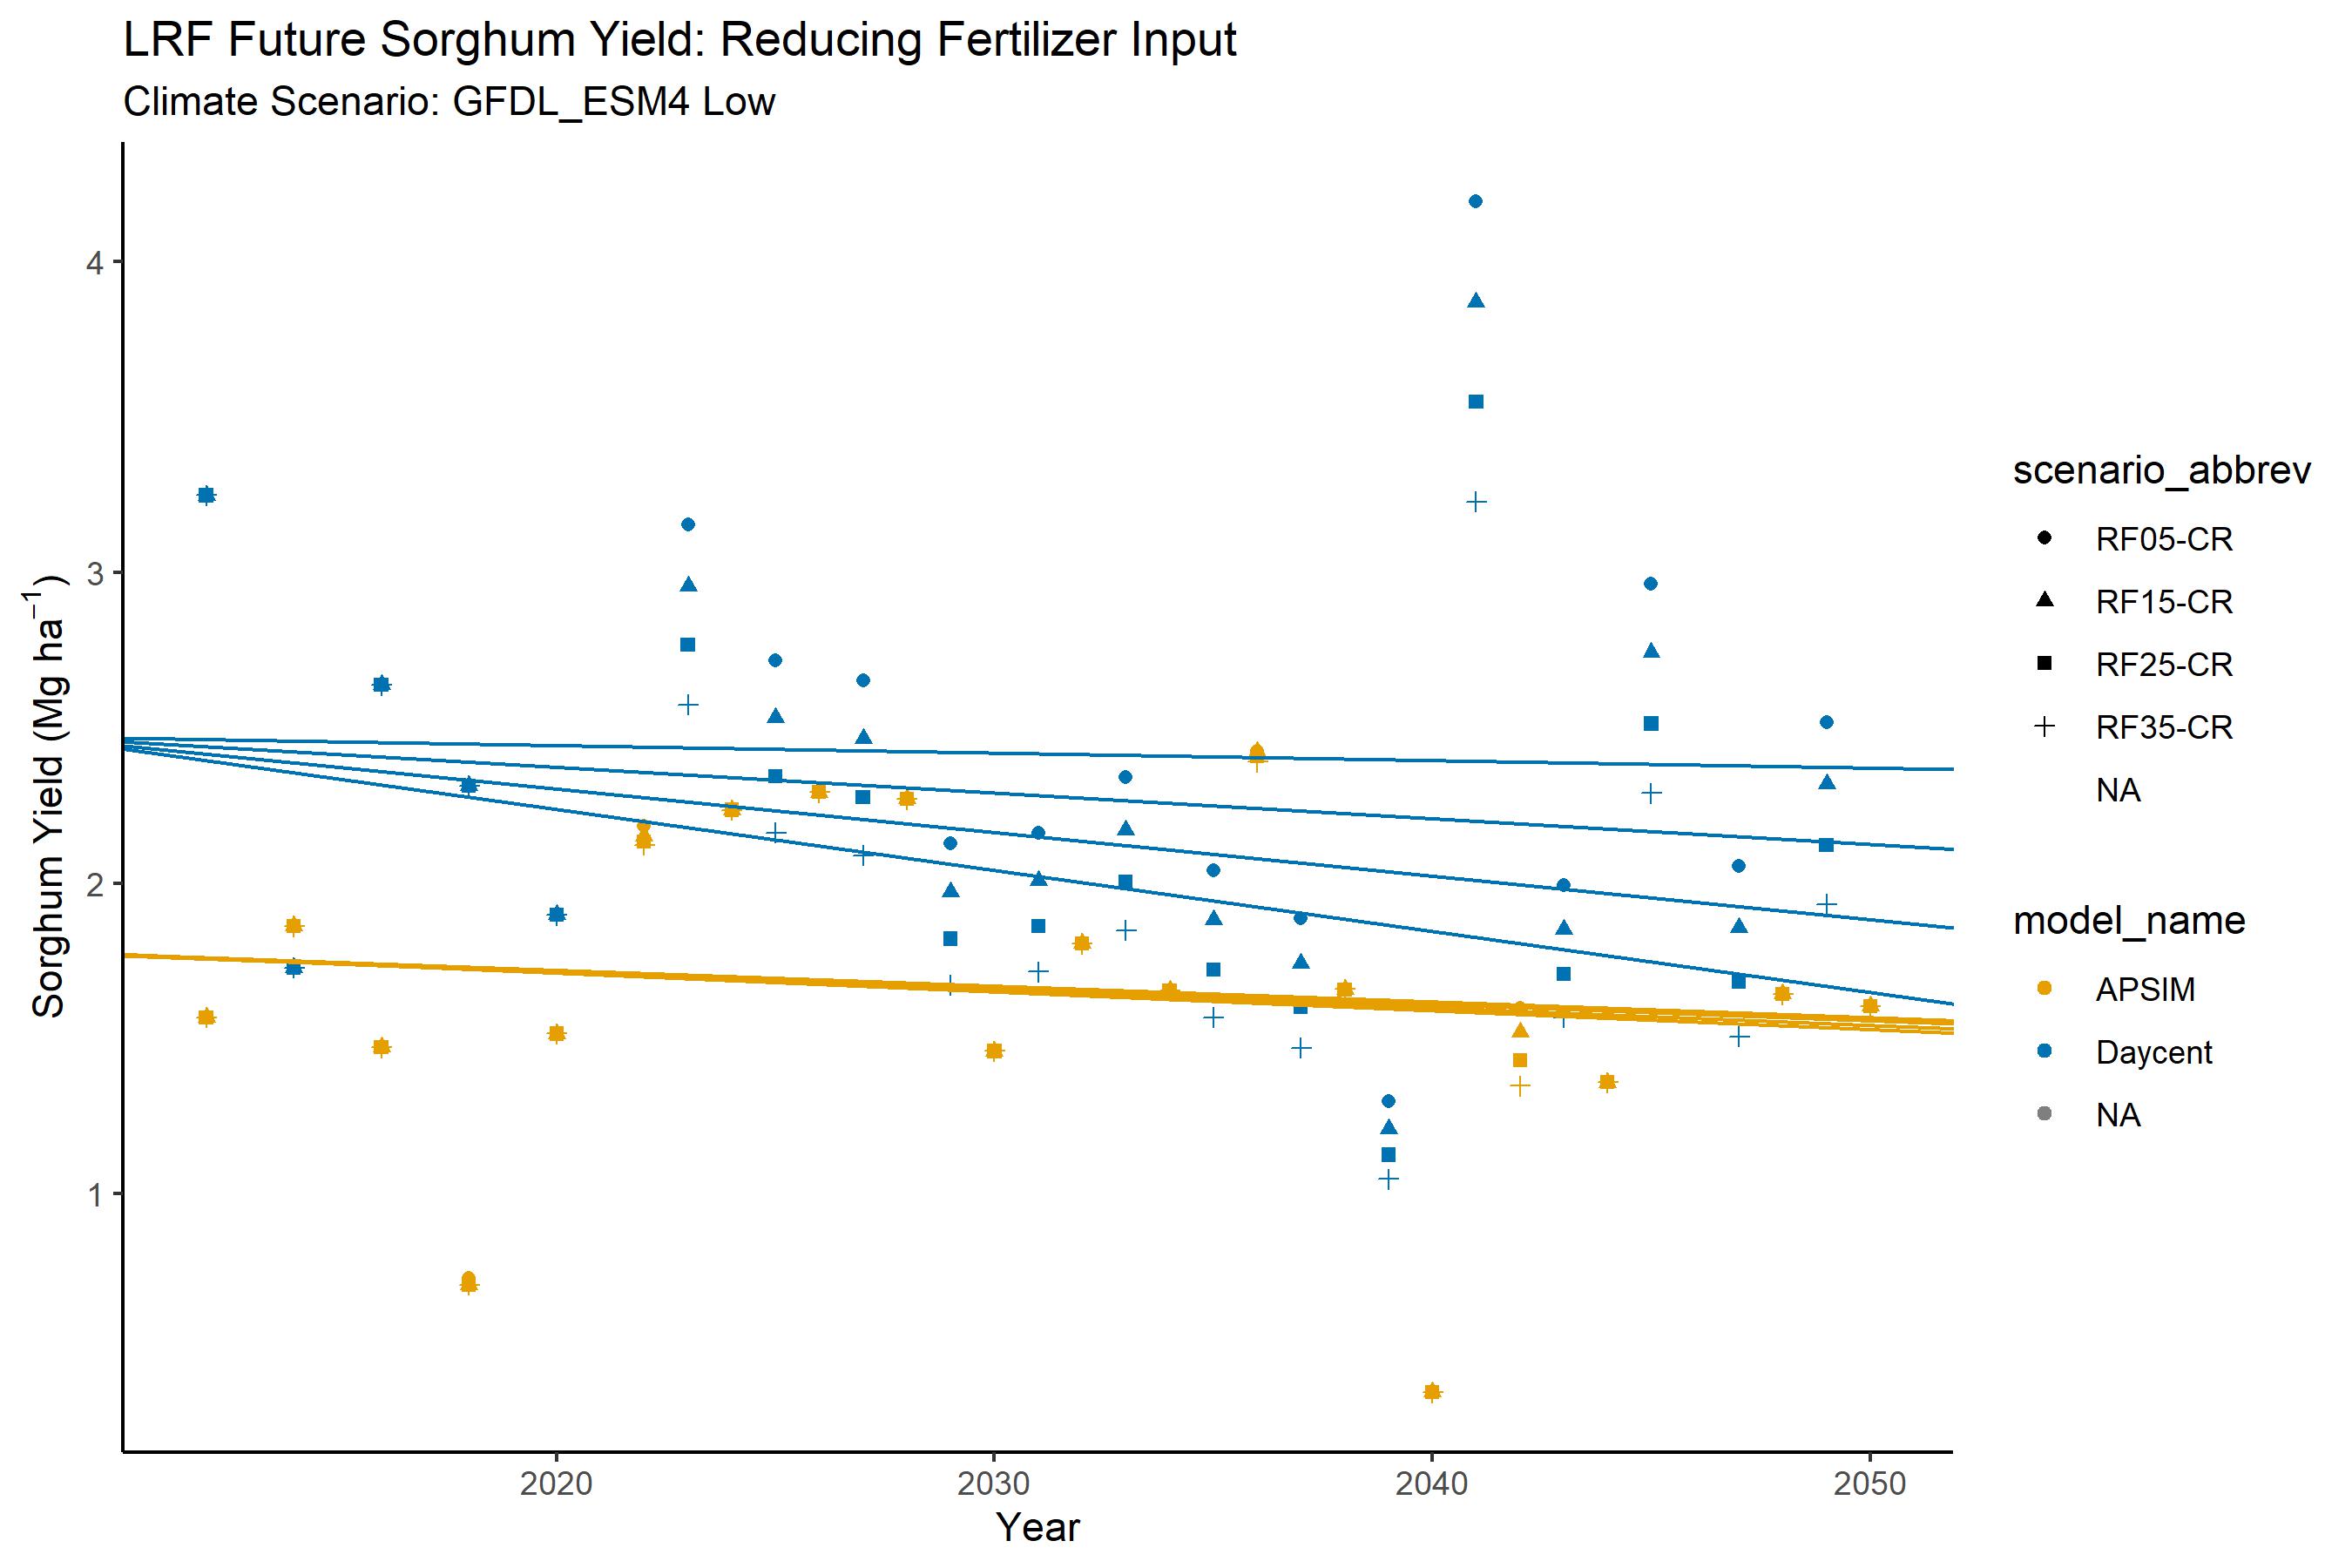 LRF Future Sorghum Yield: Reducing Fertilizer Input
Climate Scenario: GFDL_ESM4 Low
Sorghum Yield (Mg ha⁻¹)
4
3
2
1
2020
2030
2040
2050
Year
scenario_abbrev
RF05-CR
RF15-CR
RF25-CR
RF35-CR
NA
model_name
APSIM
Daycent
NA